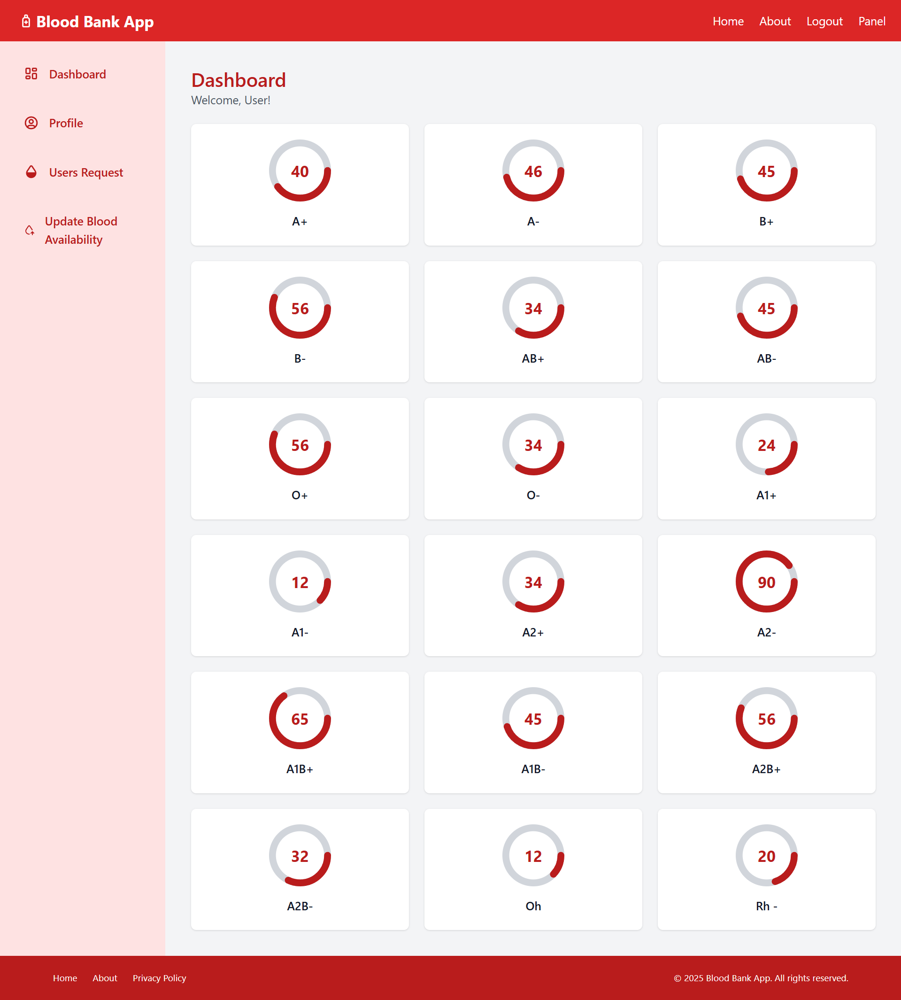 Blood Bank App
Home About Logout Panel
Dashboard
Profile
Users Request
Update Blood
Availability
Dashboard
Welcome, User!
40 46 45
A+ A- B+
56 34 45
B- AB+ AB-
56 34 24
O+ O- A1+
12 34 90
A1- A2+ A2-
65 45 56
A1B+ A1B- A2B+
32 12 20
A2B- Oh Rh -
Home About Privacy Policy
© 2025 Blood Bank App. All rights reserved.